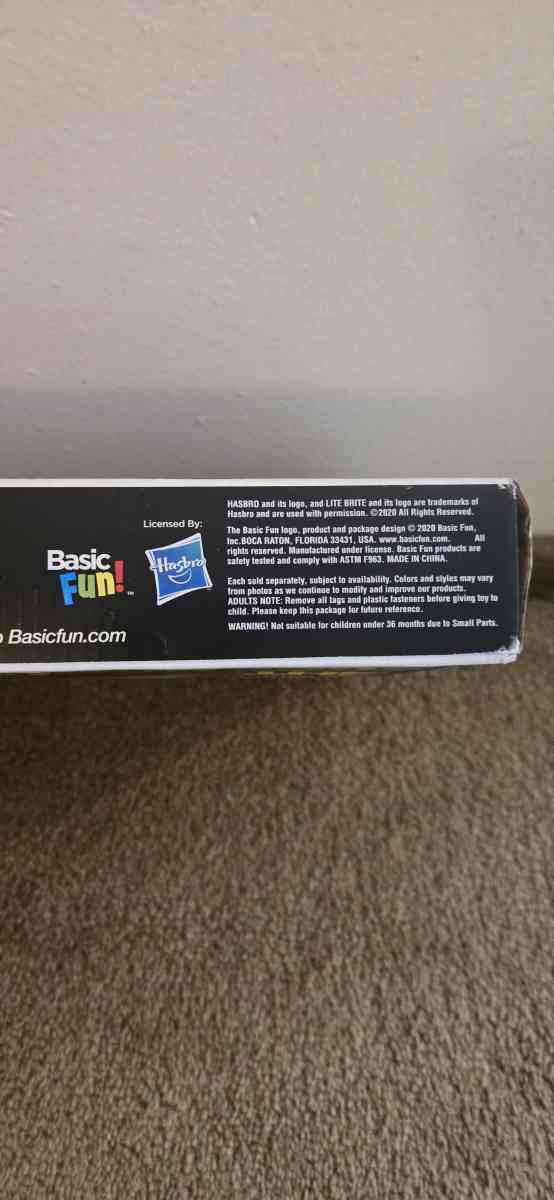 Licensed By:
Basic
Fun!
TM
Hasbro
Basicfun.com
HASBRO and its logo, and LITE BRITE and its logo are trademarks of
Hasbro and are used with permission. ©2020 All Rights Reserved.
The Basic Fun logo, product and package design © 2020 Basic Fun,
Inc.BOCA RATON, FLORIDA 33431, USA. www.basicfun.com. All
rights reserved. Manufactured under license. Basic Fun products are
safety tested and comply with ASTM F963. MADE IN CHINA.
Each sold separately, subject to availability. Colors and styles may vary
from photos as we continue to modify and improve our products.
ADULTS NOTE: Remove all tags and plastic fasteners before giving toy to
child. Please keep this package for future reference.
WARNING! Not suitable for children under 36 months due to Small Parts.